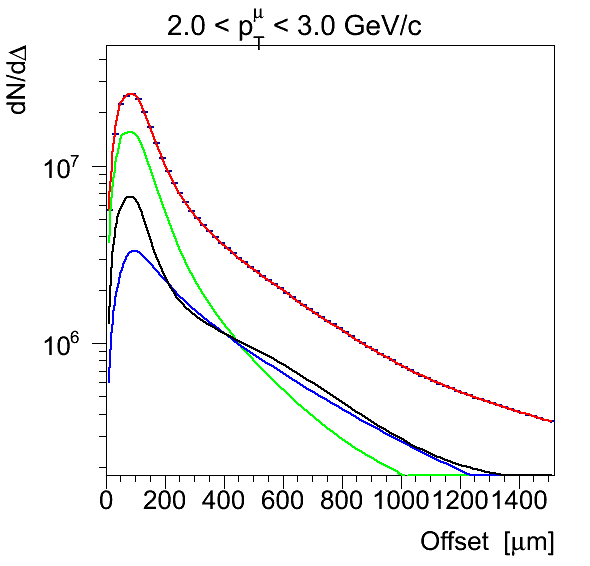 2.0 < p_T^μ < 3.0 GeV/c
dN/dΔ
10^7
10^6
0 200 400 600 800 1000 1200 1400
Offset [μm]